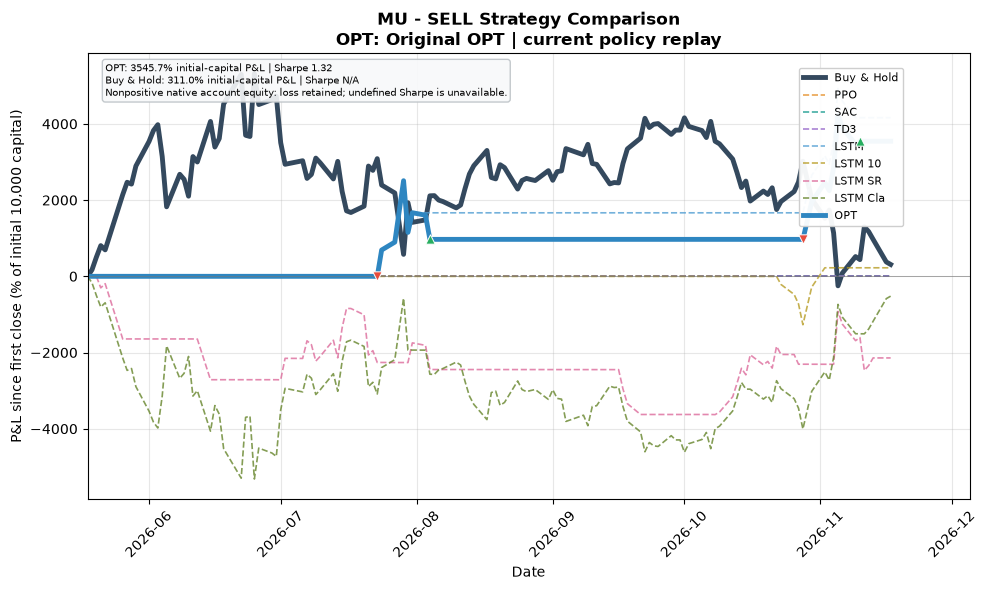 MU - SELL Strategy Comparison
OPT: Original OPT | current policy replay
OPT: 3545.7% initial-capital P&L | Sharpe 1.32
Buy & Hold: 311.0% initial-capital P&L | Sharpe N/A
Nonpositive native account equity: loss retained; undefined Sharpe is unavailable.
Buy & Hold
PPO
SAC
TD3
LSTM
LSTM 10
LSTM SR
LSTM Cla
OPT
P&L since first close (% of initial 10,000 capital)
4000
2000
0
−2000
−4000
2026-06
2026-07
2026-08
2026-09
2026-10
2026-11
2026-12
Date